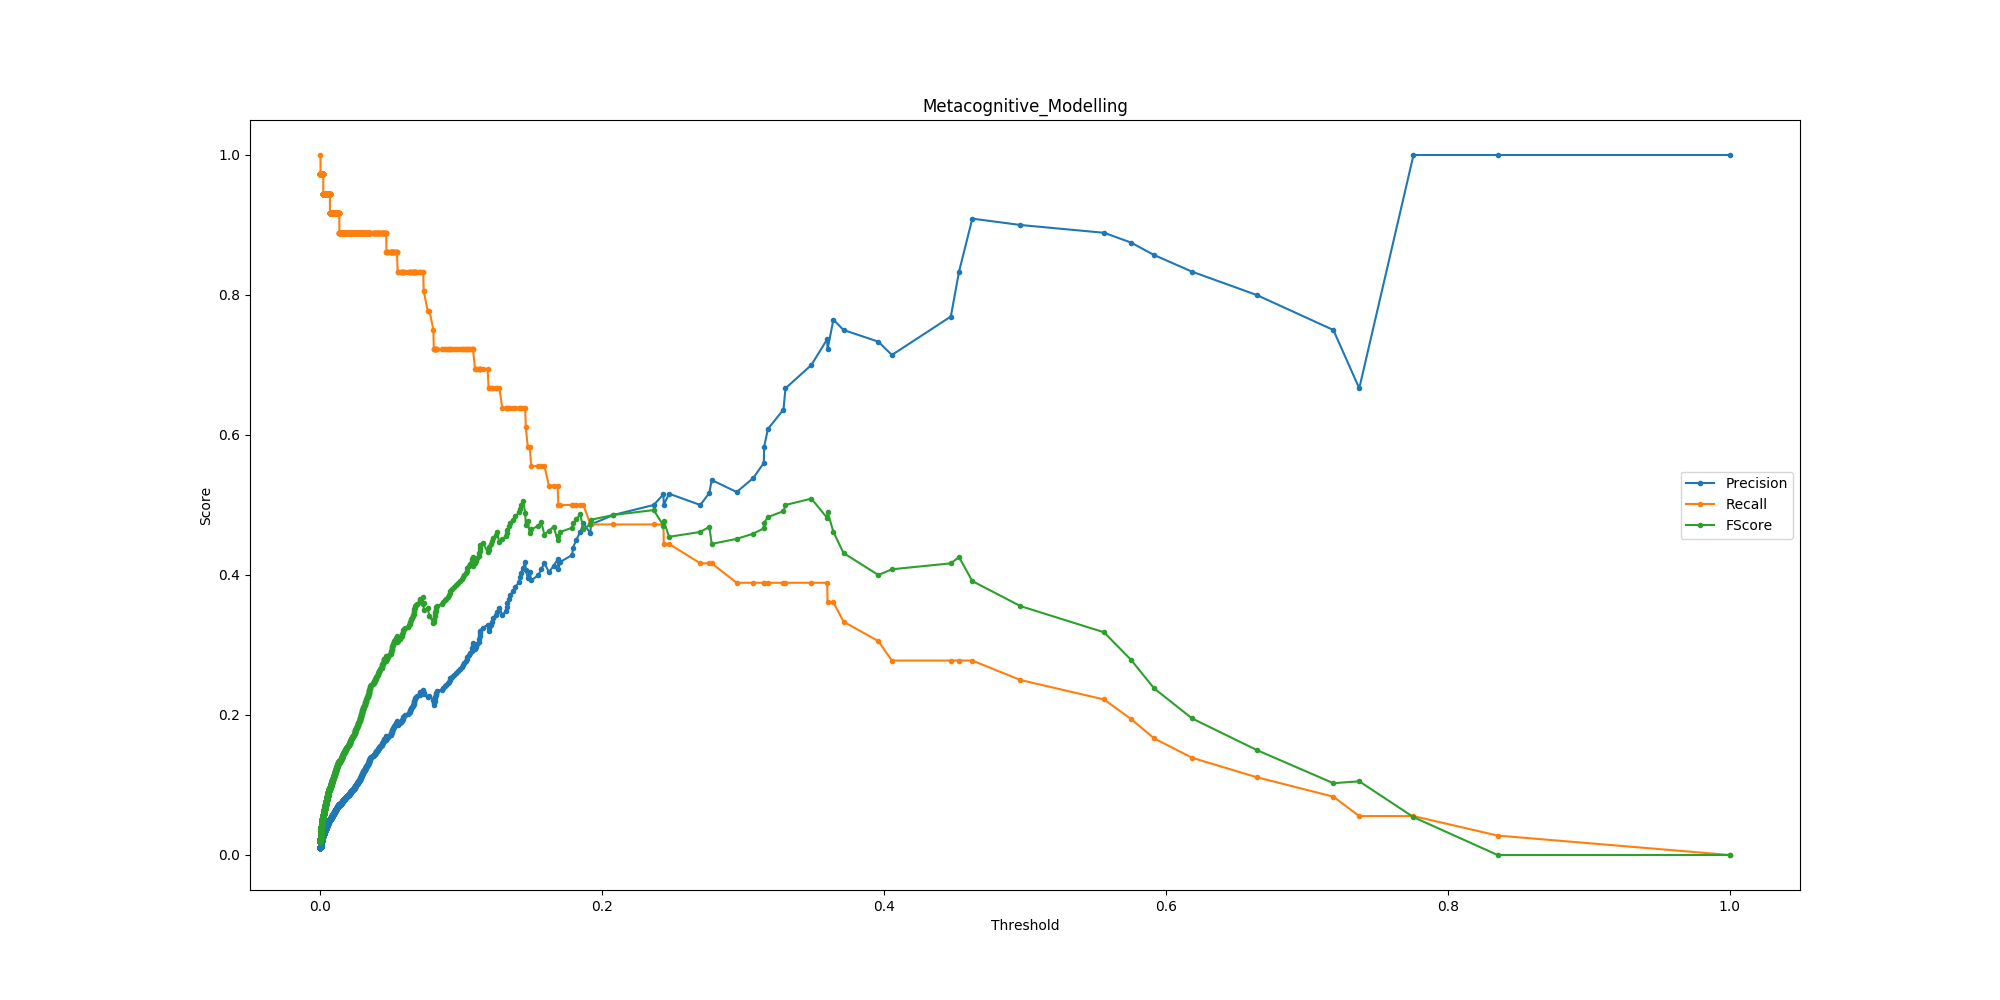 Metacognitive_Modelling
1.0
0.8
0.6
0.4
0.2
0.0
Score
Precision
Recall
FScore
0.0 0.2 0.4 0.6 0.8 1.0
Threshold